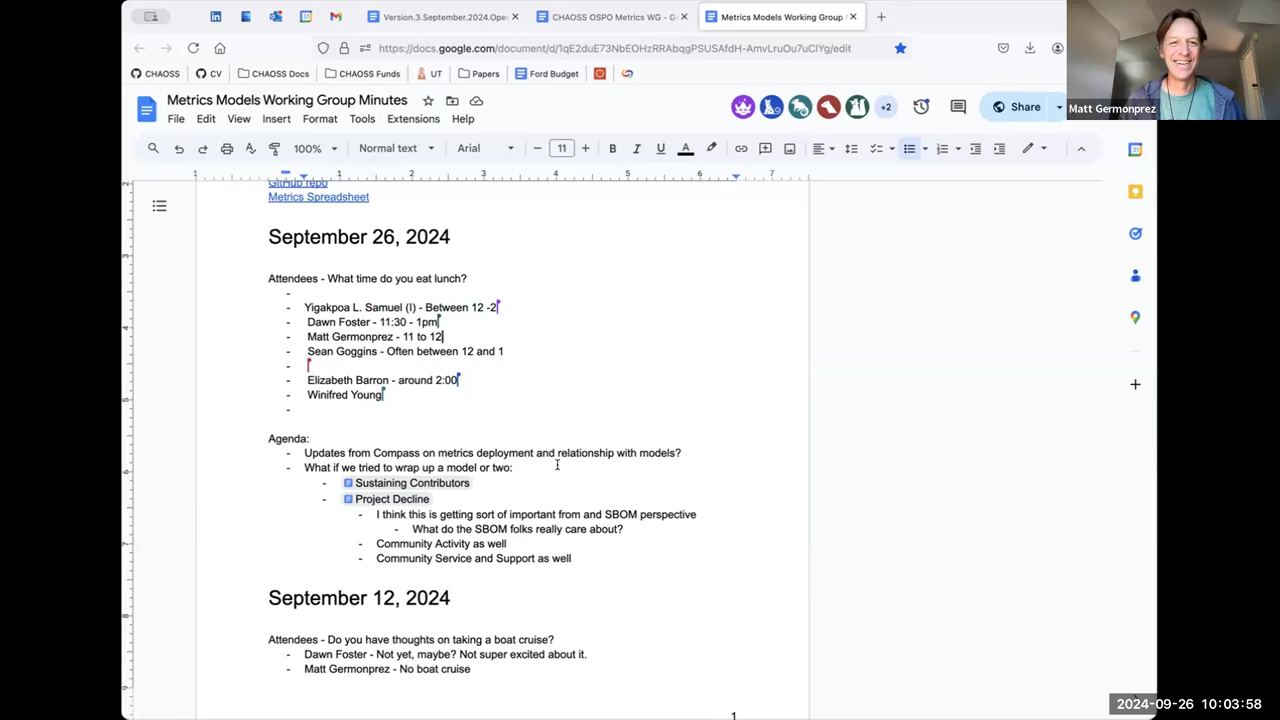 Version.3.September.2024.Ope
CHAOSS OSPO Metrics WG - G
Metrics Models Working Group
https://docs.google.com/document/d/1qE2duE73NbEOHzRRAbqgPSUSAfdH-AmvLruOu7uClYg/edit
CHAOSS
CV
CHAOSS Docs
CHAOSS Funds
UT
Papers
Ford Budget
Matt Germonprez
Metrics Models Working Group Minutes
File Edit View Insert Format Tools Extensions Help
+2
Share
100% Normal text Arial 11
1 1 2 3 4 5 6 7
GitHub repo
Metrics Spreadsheet
September 26, 2024
Attendees - What time do you eat lunch?
-
- Yigakpoa L. Samuel (I) - Between 12 -2
- Dawn Foster - 11:30 - 1pm
- Matt Germonprez - 11 to 12
- Sean Goggins - Often between 12 and 1
-
- Elizabeth Barron - around 2:00
- Winifred Young
-
Agenda:
- Updates from Compass on metrics deployment and relationship with models?
- What if we tried to wrap up a model or two:
- Sustaining Contributors
- Project Decline
- I think this is getting sort of important from and SBOM perspective
- What do the SBOM folks really care about?
- Community Activity as well
- Community Service and Support as well
September 12, 2024
Attendees - Do you have thoughts on taking a boat cruise?
- Dawn Foster - Not yet, maybe? Not super excited about it.
- Matt Germonprez - No boat cruise
1
2024-09-26 10:03:58